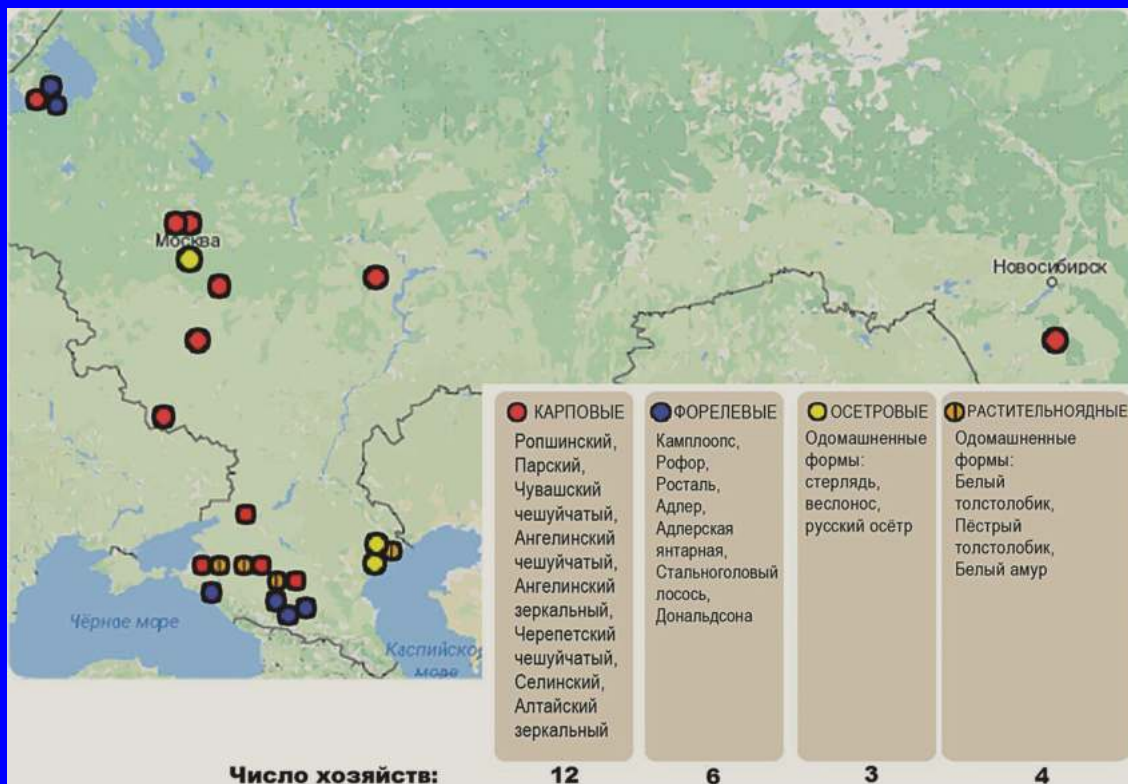 Москва
Новосибирск
Чёрное море
Каспийско
море
КАРПОВЫЕ
Ропшинский,
Парский,
Чувашский
чешуйчатый,
Ангелинский
чешуйчатый,
Ангелинский
зеркальный,
Черепетский
чешуйчатый,
Селинский,
Алтайский
зеркальный
ФОРЕЛЕВЫЕ
Камплоопс,
Рофор,
Росталь,
Адлер,
Адлерская
янтарная,
Стальноголовый
лосось,
Дональдсона
ОСЕТРОВЫЕ
Одомашненные
формы:
стерлядь,
веслонос,
русский осётр
РАСТИТЕЛЬНОЯДНЫЕ
Одомашненные
формы:
Белый
толстолобик,
Пёстрый
толстолобик,
Белый амур
Число хозяйств: 12 6 3 4